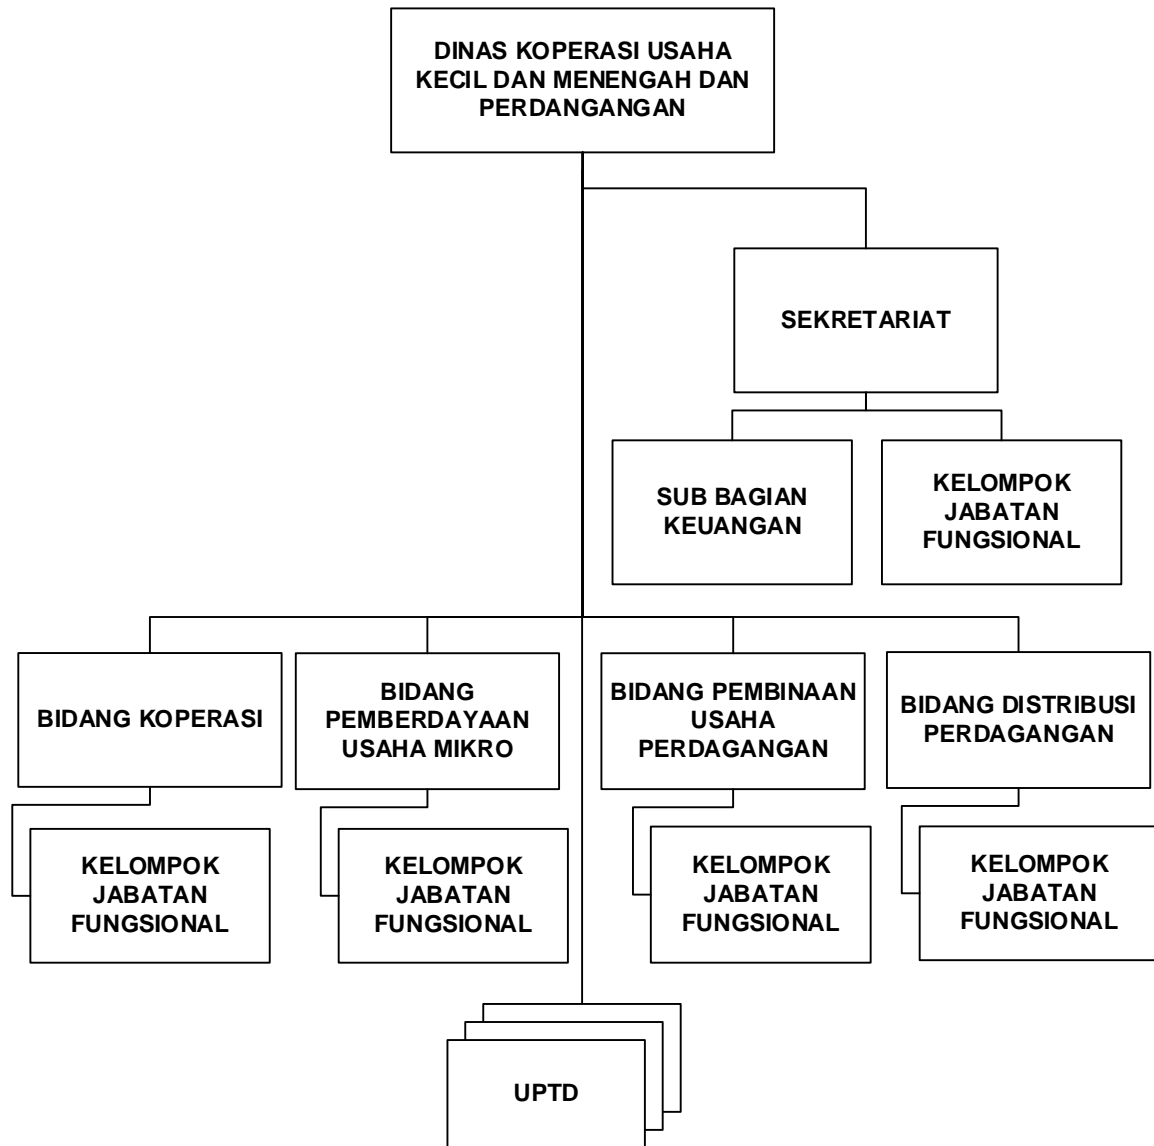 DINAS KOPERASI USAHA
KECIL DAN MENENGAH DAN
PERDANGANGAN
SEKRETARIAT
SUB BAGIAN
KEUANGAN
KELOMPOK
JABATAN
FUNGSIONAL
BIDANG KOPERASI
BIDANG
PEMBERDAYAAN
USAHA MIKRO
BIDANG PEMBINAAN
USAHA
PERDAGANGAN
BIDANG DISTRIBUSI
PERDAGANGAN
KELOMPOK
JABATAN
FUNGSIONAL
KELOMPOK
JABATAN
FUNGSIONAL
KELOMPOK
JABATAN
FUNGSIONAL
KELOMPOK
JABATAN
FUNGSIONAL
UPTD